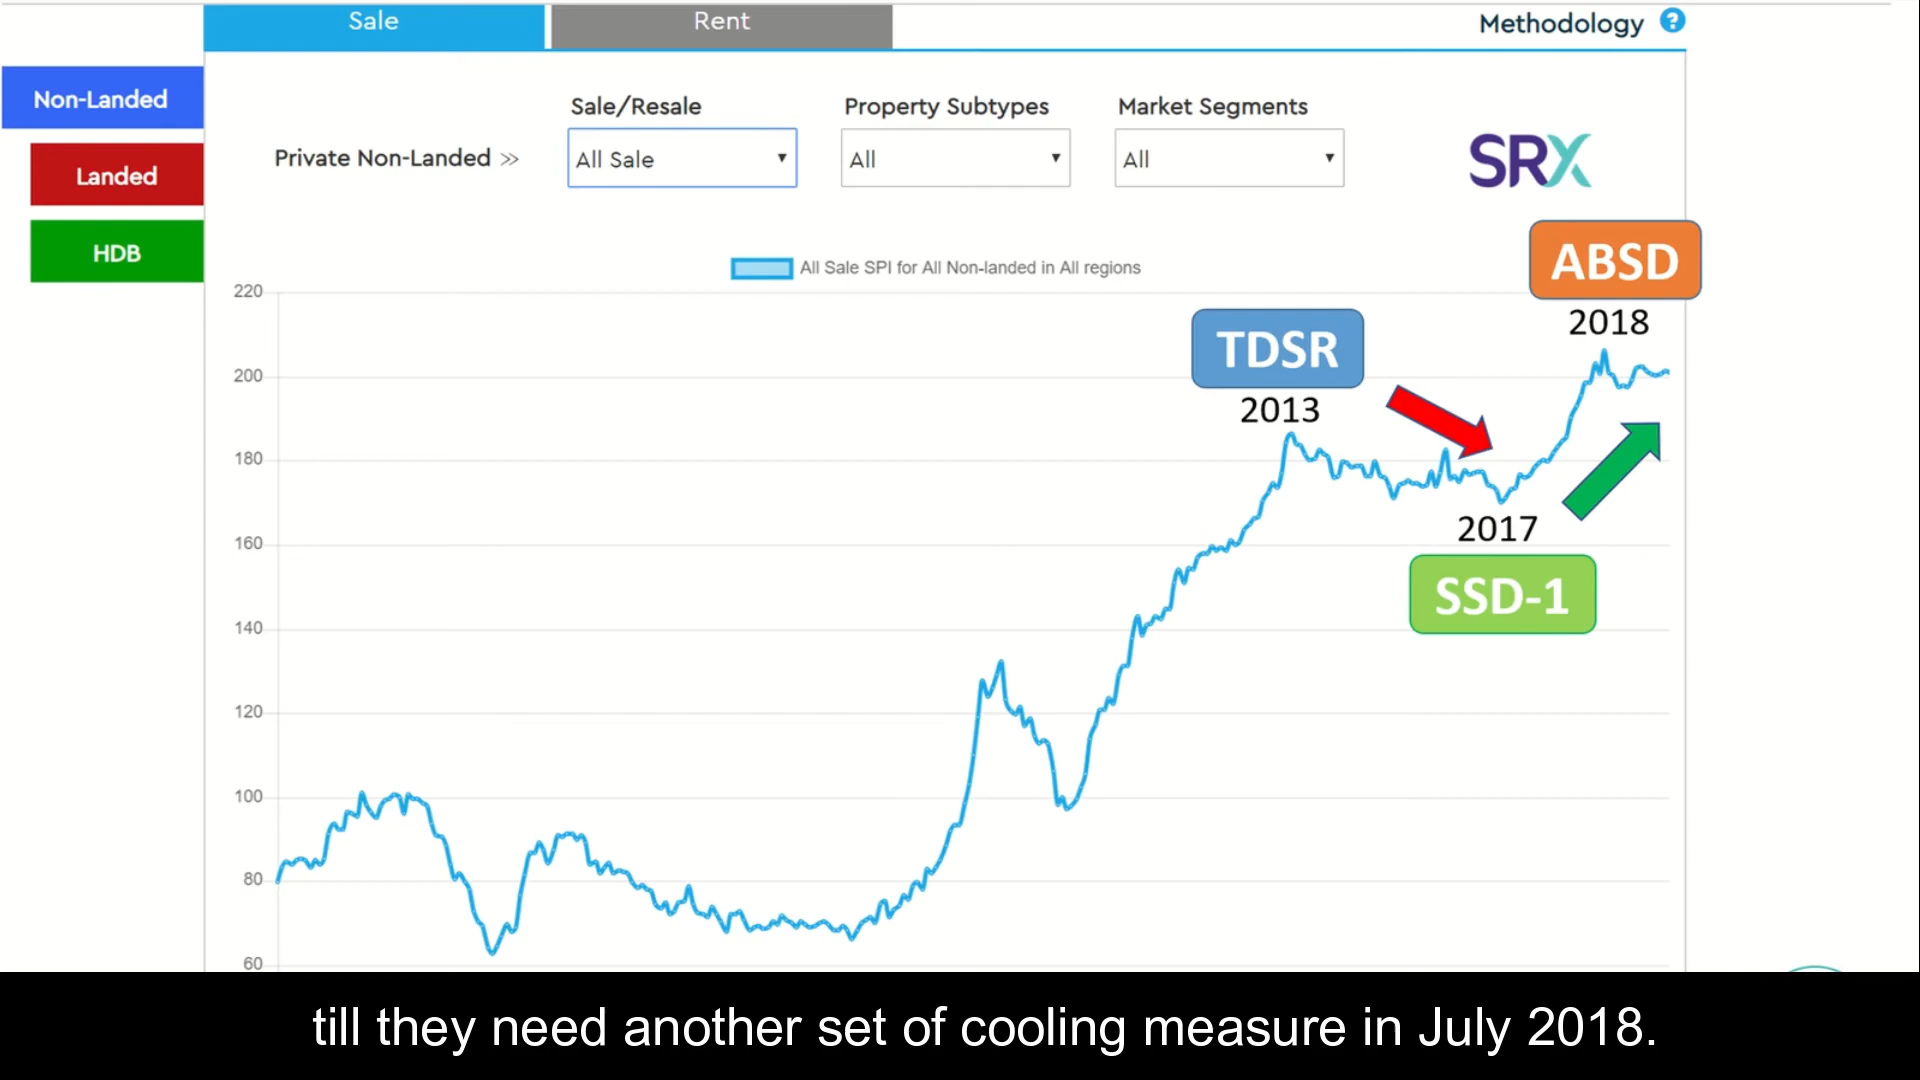 Sale
Rent
Methodology ?
Non-Landed
Landed
HDB
Sale/Resale
Property Subtypes
Market Segments
Private Non-Landed >>
All Sale
All
All
SRX
ABSD
2018
All Sale SPI for All Non-landed in All regions
TDSR
2013
2017
SSD-1
220
200
180
160
140
120
100
80
60
till they need another set of cooling measure in July 2018.